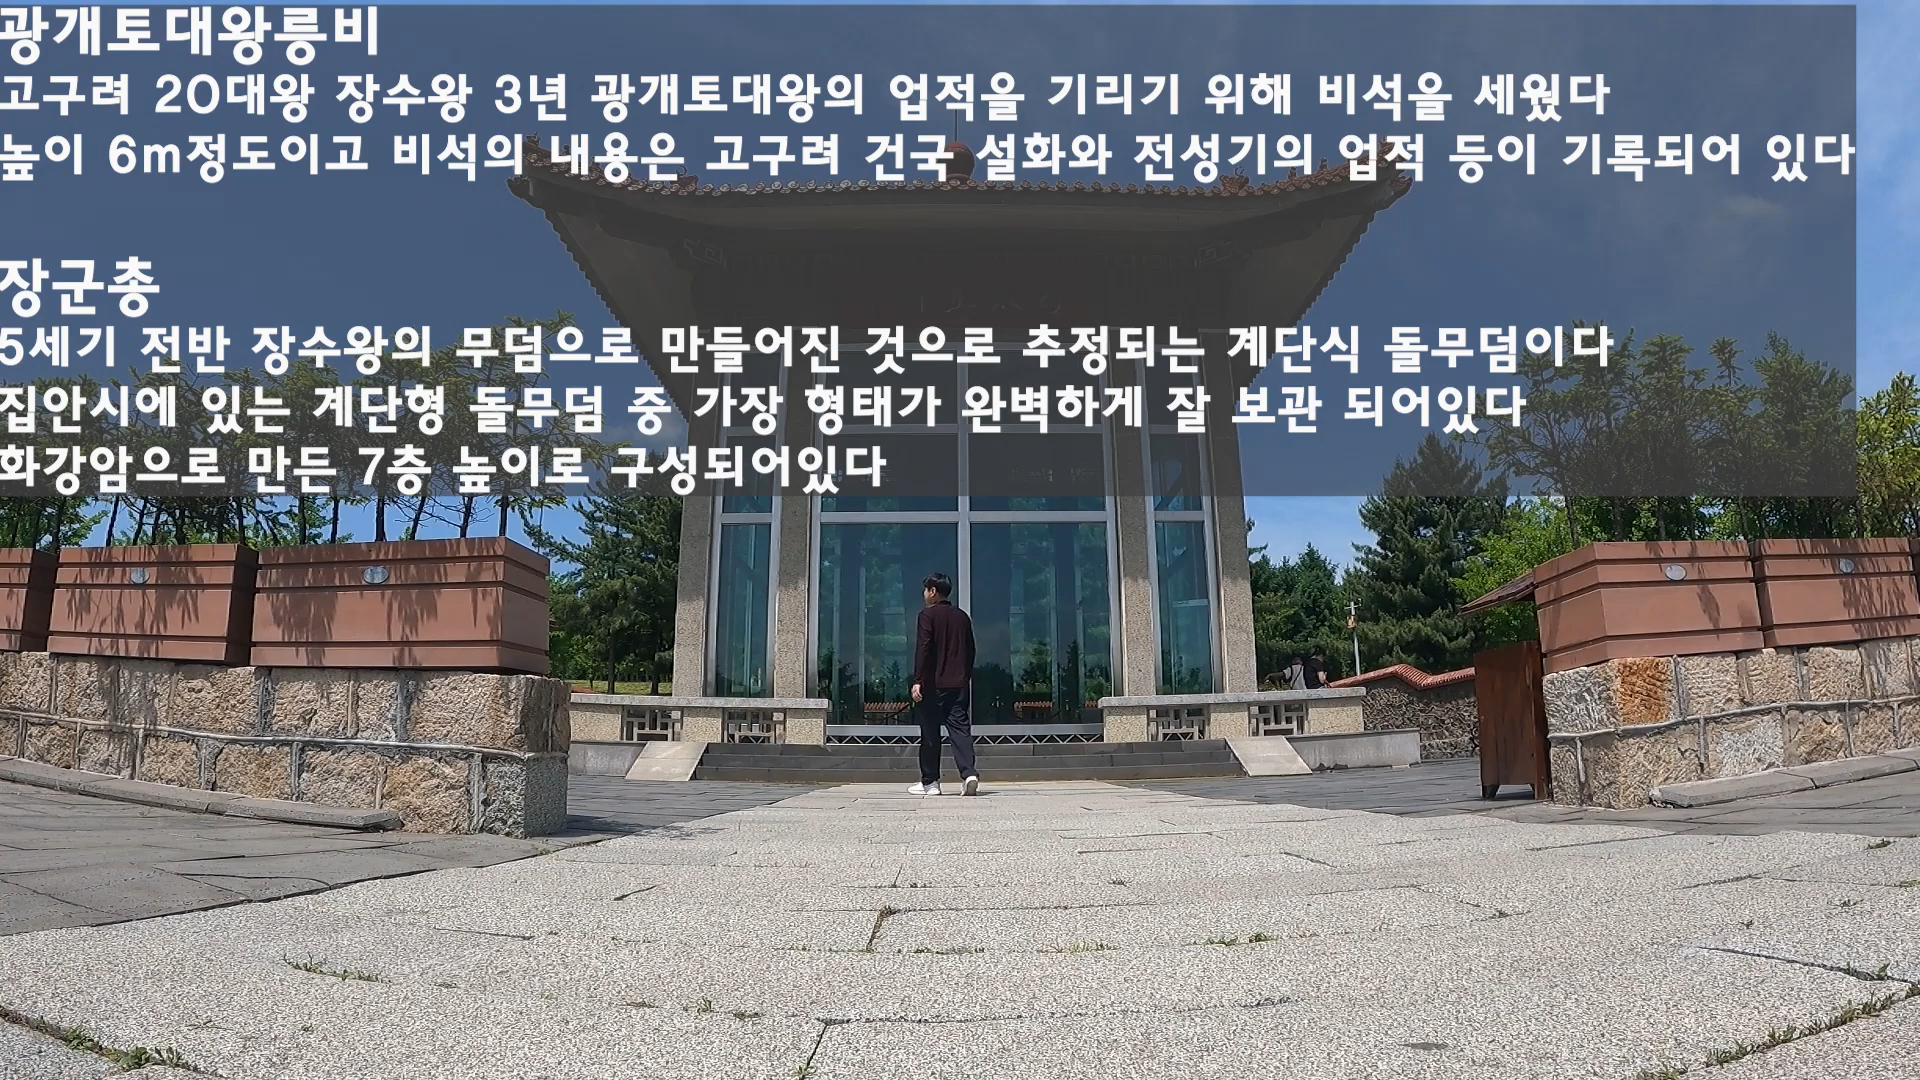 광개토대왕릉비
고구려 20대왕 장수왕 3년 광개토대왕의 업적을 기리기 위해 비석을 세웠다
높이 6m정도이고 비석의 내용은 고구려 건국 설화와 전성기의 업적 등이 기록되어 있다
장군총
5세기 전반 장수왕의 무덤으로 만들어진 것으로 추정되는 계단식 돌무덤이다
집안시에 있는 계단형 돌무덤 중 가장 형태가 완벽하게 잘 보관 되어있다
화강암으로 만든 7층 높이로 구성되어있다